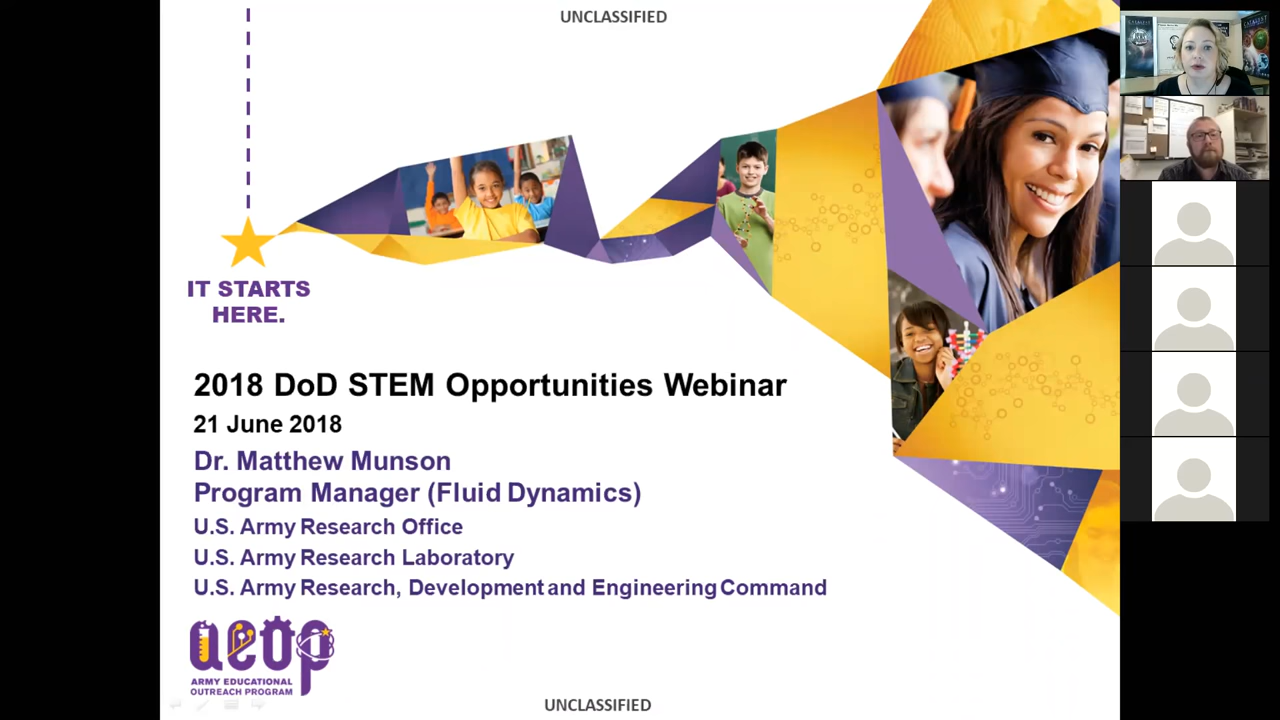 UNCLASSIFIED
IT STARTS
HERE.
2018 DoD STEM Opportunities Webinar
21 June 2018
Dr. Matthew Munson
Program Manager (Fluid Dynamics)
U.S. Army Research Office
U.S. Army Research Laboratory
U.S. Army Research, Development and Engineering Command
aeop
ARMY EDUCATIONAL
OUTREACH PROGRAM
UNCLASSIFIED